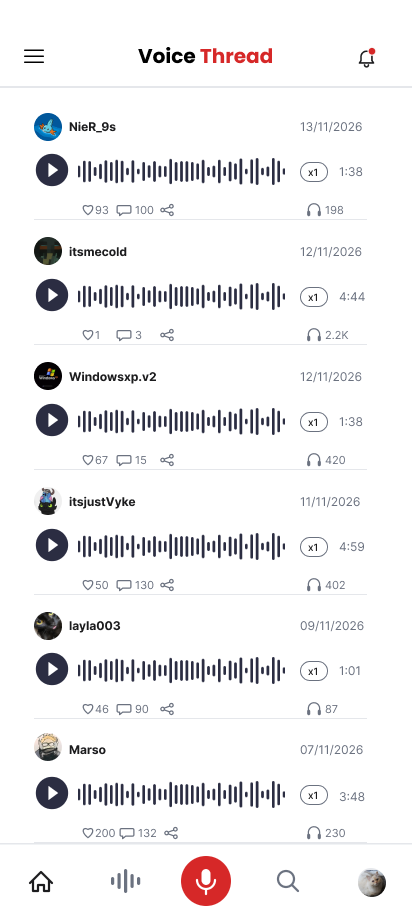 Voice Thread
NieR_9s 13/11/2026
x1 1:38
93 100 198
itsmecold 12/11/2026
x1 4:44
1 3 2.2K
Windowsxp.v2 12/11/2026
x1 1:38
67 15 420
itsjustVyke 11/11/2026
x1 4:59
50 130 402
layla003 09/11/2026
x1 1:01
46 90 87
Marso 07/11/2026
x1 3:48
200 132 230